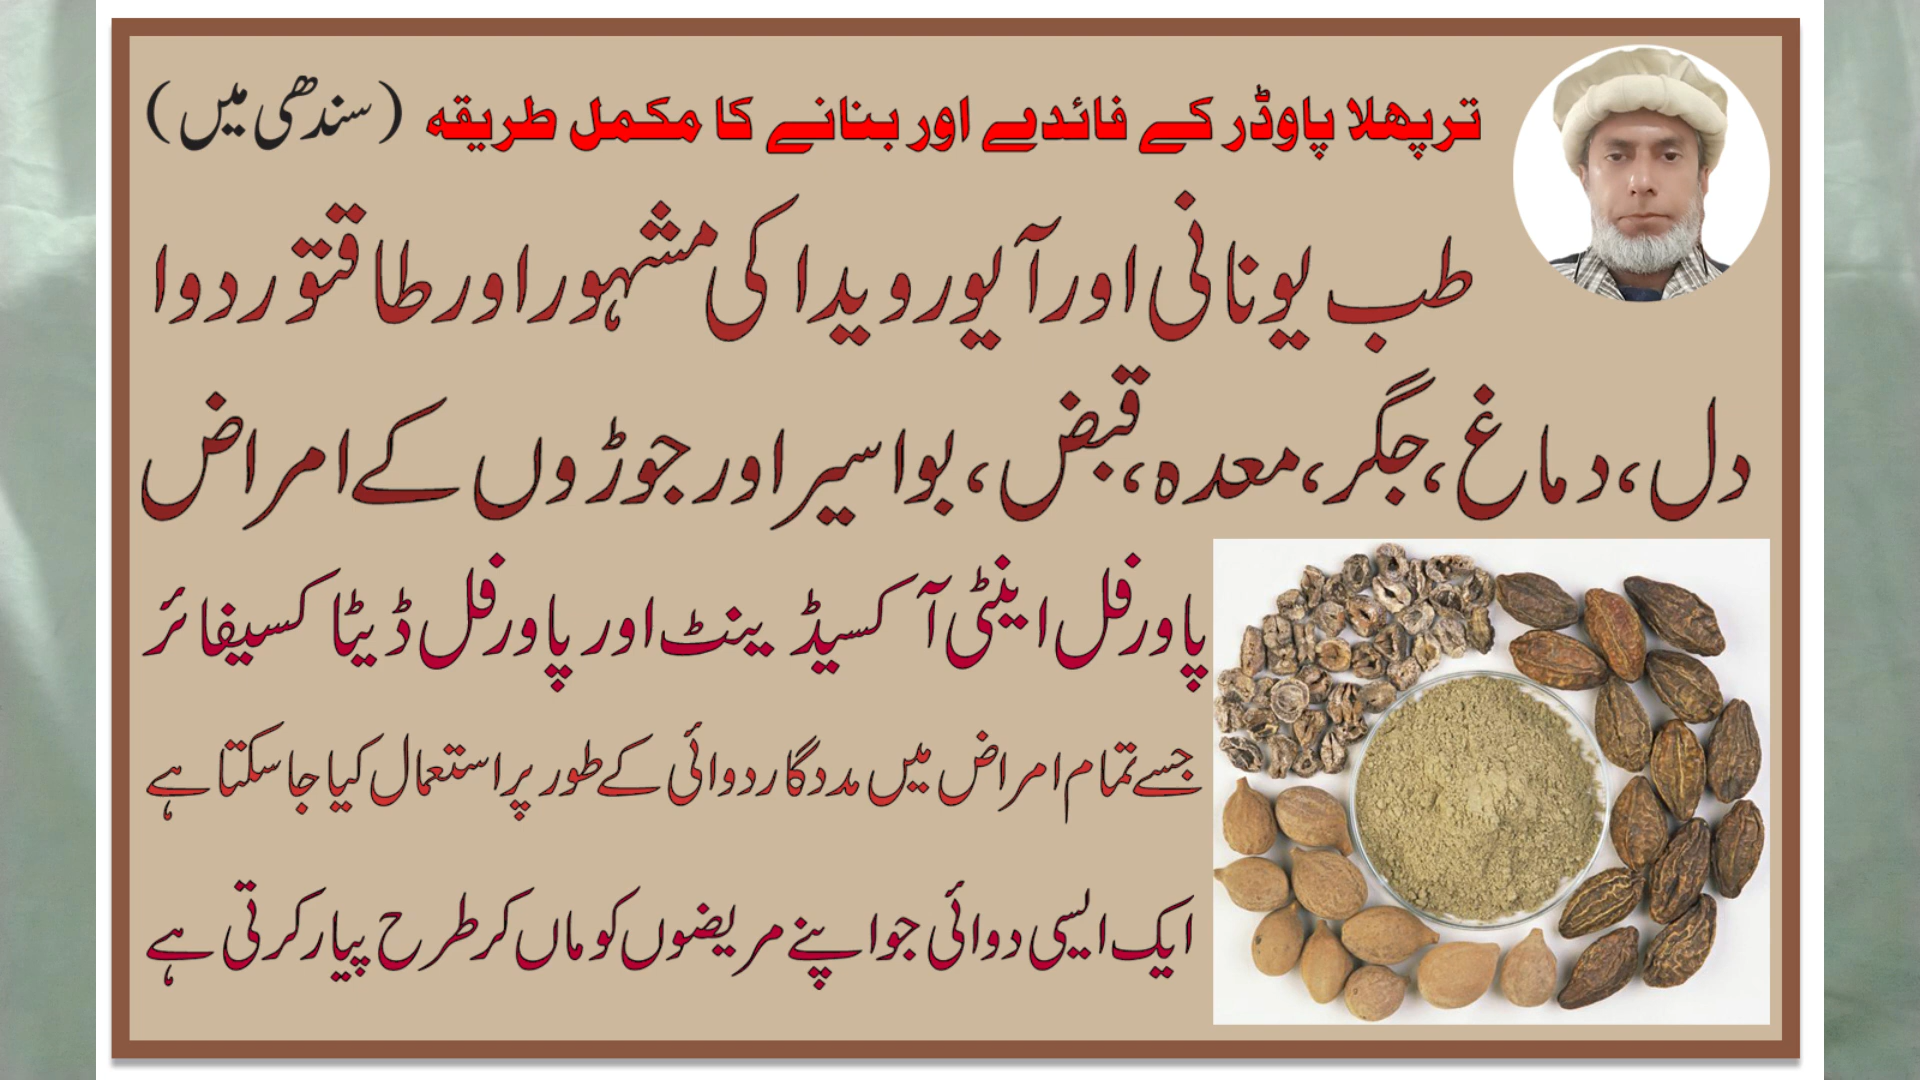 ترپھلا پاوڈر کے فائدے اور بنانے کا مکمل طریقہ (سندھی میں)
طب یونانی اور آیور ویدا کی مشہور اور طاقتور دوا
دل، دماغ، جگر، معدہ، قبض، بواسیر اور جوڑوں کے امراض
پاورفل اینٹی آکسیڈینٹ اور پاورفل ڈیٹاکسیفائر
جسے تمام امراض میں مددگار دوائی کے طور پر استعمال کیا جا سکتا ہے
ایک ایسی دوائی جو اپنے مریضوں کو ماں کر طرح پیار کرتی ہے